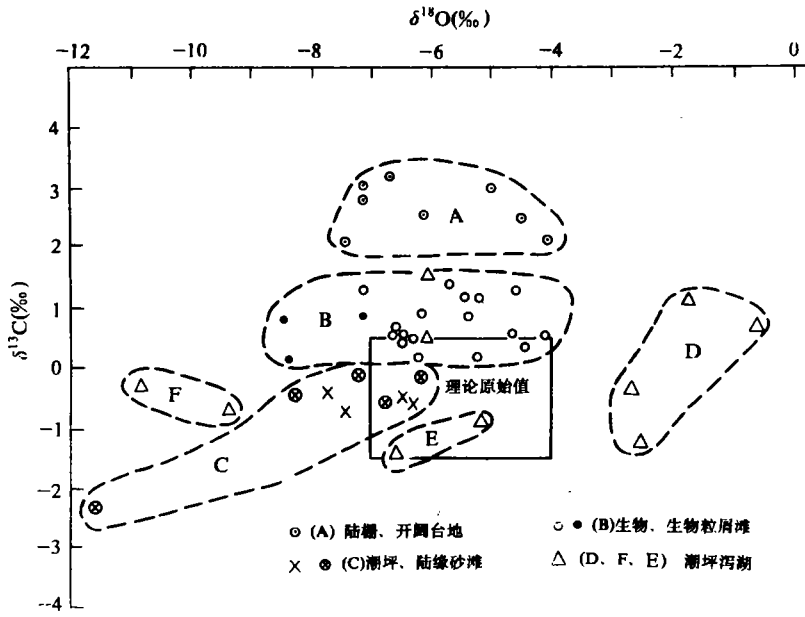 δ¹⁸O(‰)
−12 −10 −8 −6 −4 −2 0
4
3
2
1
0
−1
−2
−3
−4
δ¹³C(‰)
A
B
D
F
理论原始值
E
C
(A) 陆棚、开阔台地
(B)生物、生物粒屑滩
(C)潮坪、陆缘砂滩
(D、F、E) 潮坪泻湖